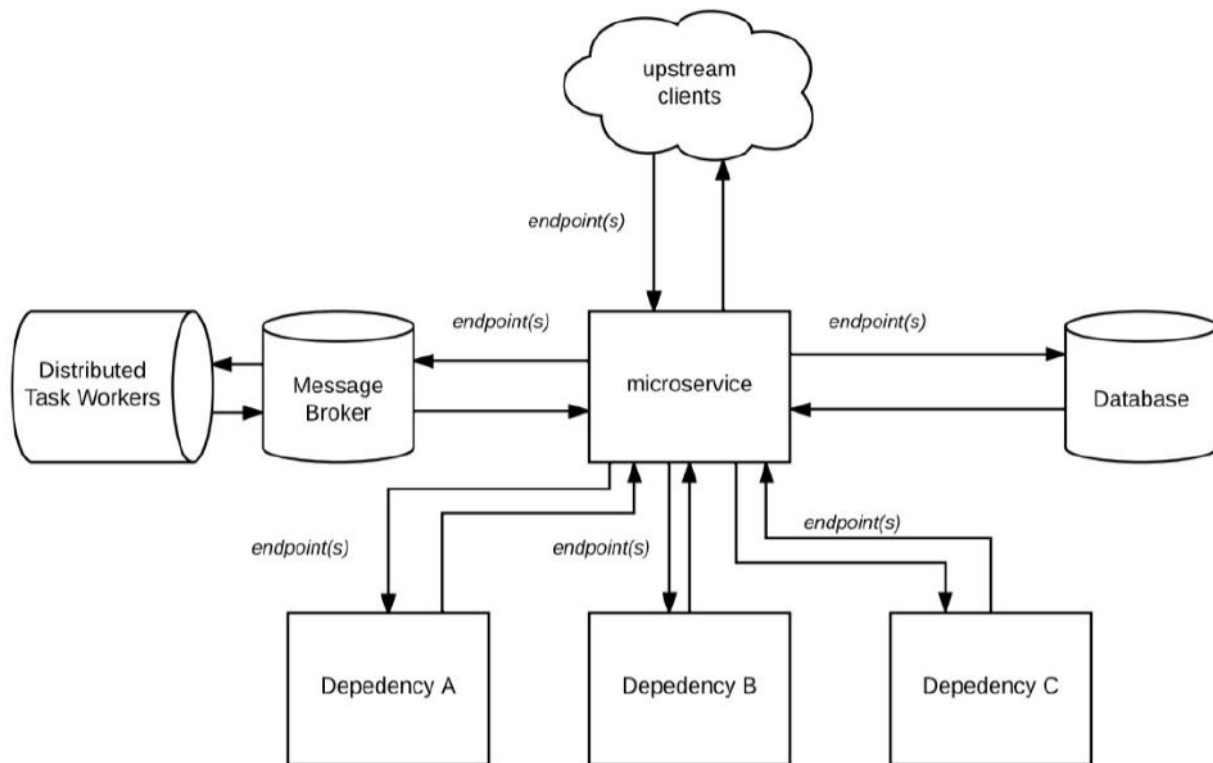 upstream
clients
endpoint(s)
endpoint(s)
endpoint(s)
Distributed
Task Workers
Message
Broker
microservice
Database
endpoint(s)
endpoint(s)
endpoint(s)
Depedency A
Depedency B
Depedency C